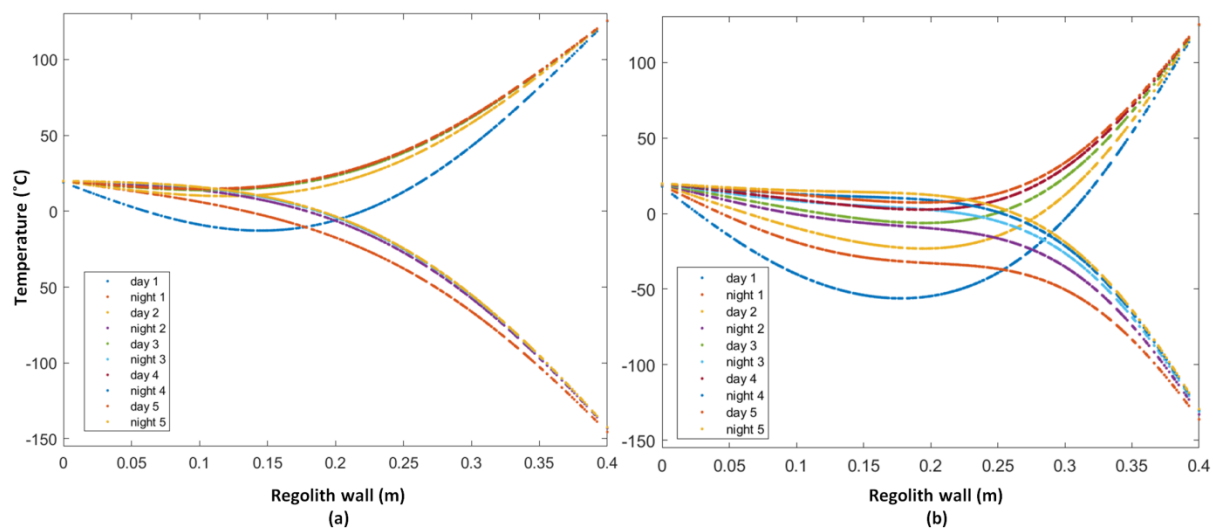 Temperature (˚C)
100
50
0
-50
-100
-150
day 1
night 1
day 2
night 2
day 3
night 3
day 4
night 4
day 5
night 5
0
0.05
0.1
0.15
0.2
0.25
0.3
0.35
0.4
Regolith wall (m)
(a)
100
50
0
-50
-100
-150
day 1
night 1
day 2
night 2
day 3
night 3
day 4
night 4
day 5
night 5
0
0.05
0.1
0.15
0.2
0.25
0.3
0.35
0.4
Regolith wall (m)
(b)